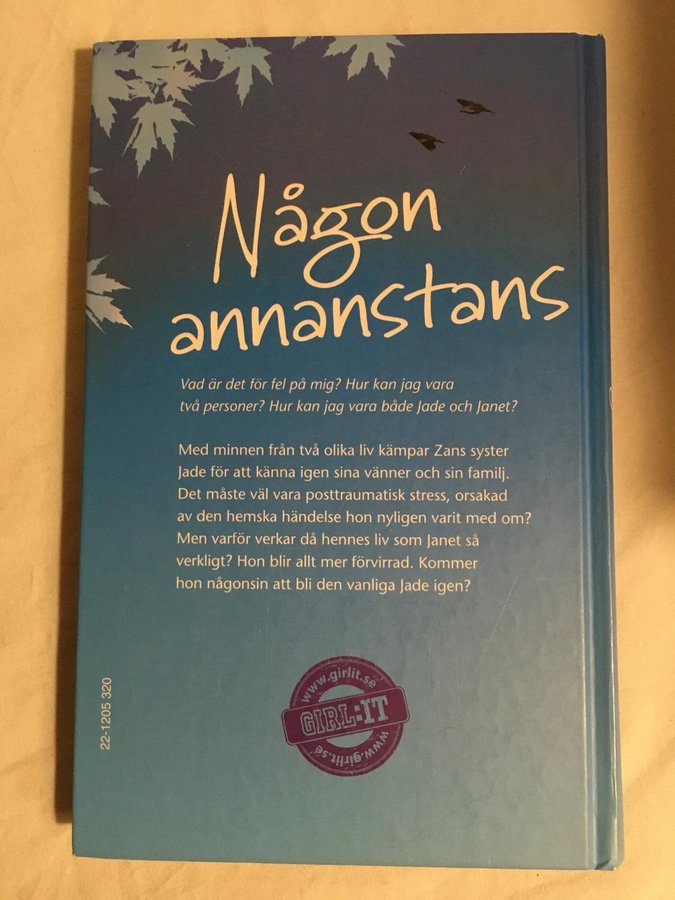 Någon
annanstans
Vad är det för fel på mig? Hur kan jag vara
två personer? Hur kan jag vara både Jade och Janet?
Med minnen från två olika liv kämpar Zans syster
Jade för att känna igen sina vänner och sin familj.
Det måste väl vara posttraumatisk stress, orsakad
av den hemska händelse hon nyligen varit med om?
Men varför verkar då hennes liv som Janet så
verkligt? Hon blir allt mer förvirrad. Kommer
hon någonsin att bli den vanliga Jade igen?
www.girlit.se
GIRL:IT
www.girlit.se
22-1205 320